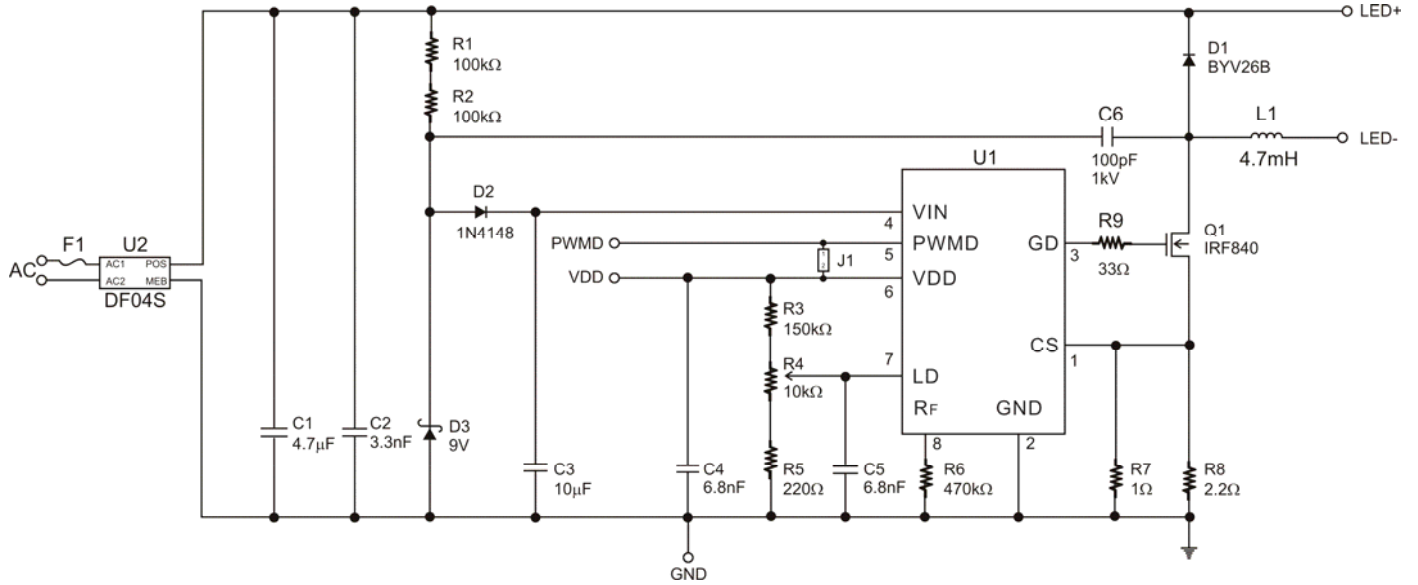 LED+
R1
100kΩ
R2
100kΩ
D1
BYV26B
C6
100pF
1kV
L1
4.7mH
LED-
U1
D2
1N4148
VIN
4
PWMD
PWMD
5
J1
1
2
VDD
VDD
6
GD
3
R9
33Ω
Q1
IRF840
AC
F1
U2
AC1
POS
AC2
MEB
DF04S
R3
150kΩ
R4
10kΩ
7
LD
CS
1
RF
GND
8
2
C1
4.7µF
C2
3.3nF
D3
9V
C3
10µF
C4
6.8nF
R5
220Ω
C5
6.8nF
R6
470kΩ
R7
1Ω
R8
2.2Ω
GND